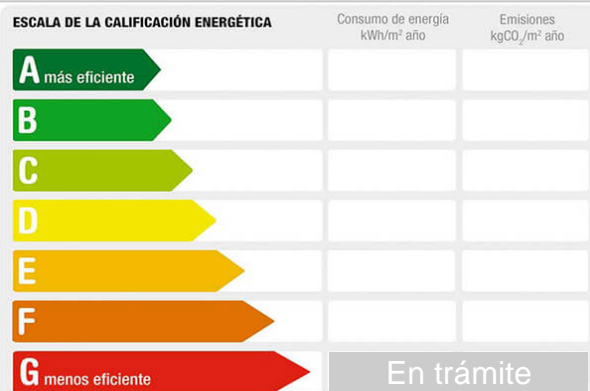 ESCALA DE LA CALIFICACIÓN ENERGÉTICA
Consumo de energía
kWh/m² año
Emisiones
kgCO₂/m² año
A más eficiente
B
C
D
E
F
G menos eficiente
En trámite